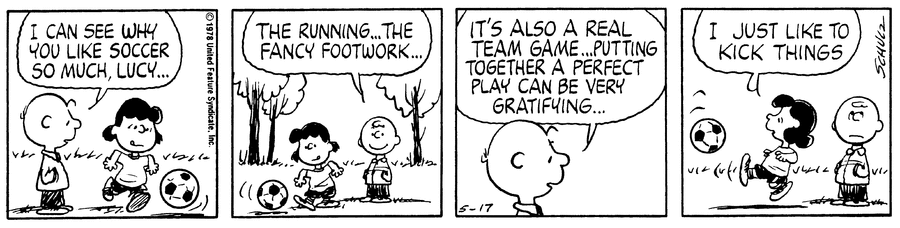 I CAN SEE WHY
YOU LIKE SOCCER
SO MUCH, LUCY...
© 1978 United Feature Syndicate, Inc.
THE RUNNING...THE
FANCY FOOTWORK...
IT'S ALSO A REAL
TEAM GAME...PUTTING
TOGETHER A PERFECT
PLAY CAN BE VERY
GRATIFYING...
5-17
I JUST LIKE TO
KICK THINGS
SCHULZ